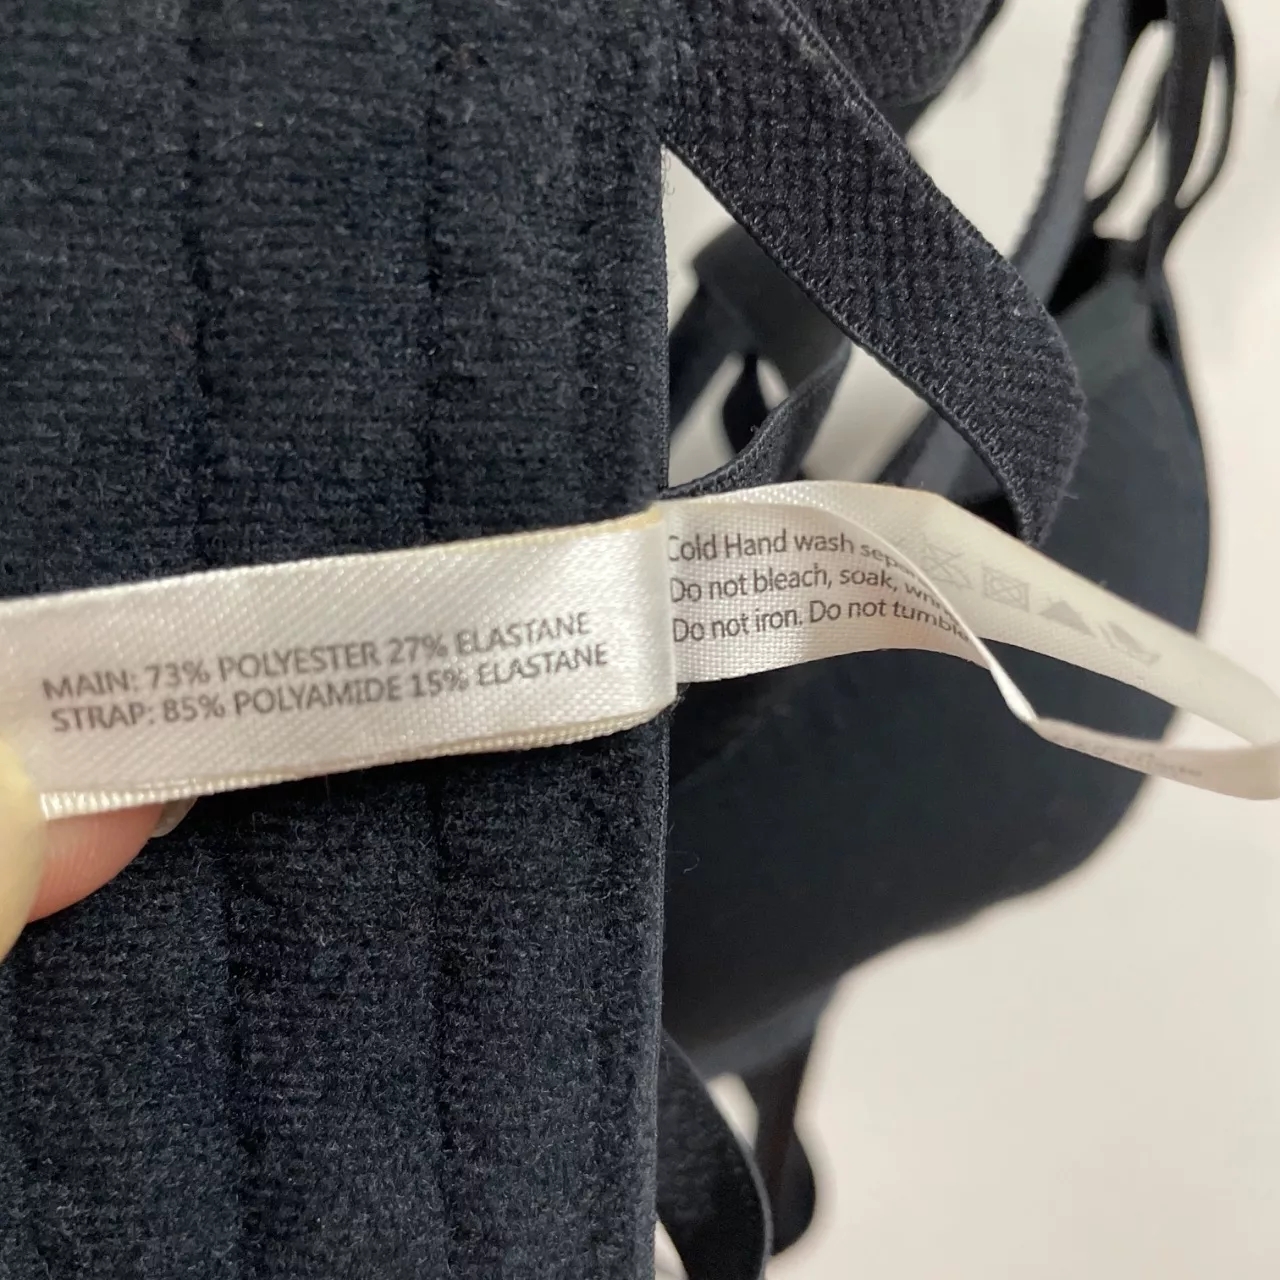 MAIN: 73% POLYESTER 27% ELASTANE
STRAP: 85% POLYAMIDE 15% ELASTANE
Cold Hand wash
Do not bleach, soak,
Do not iron. Do not